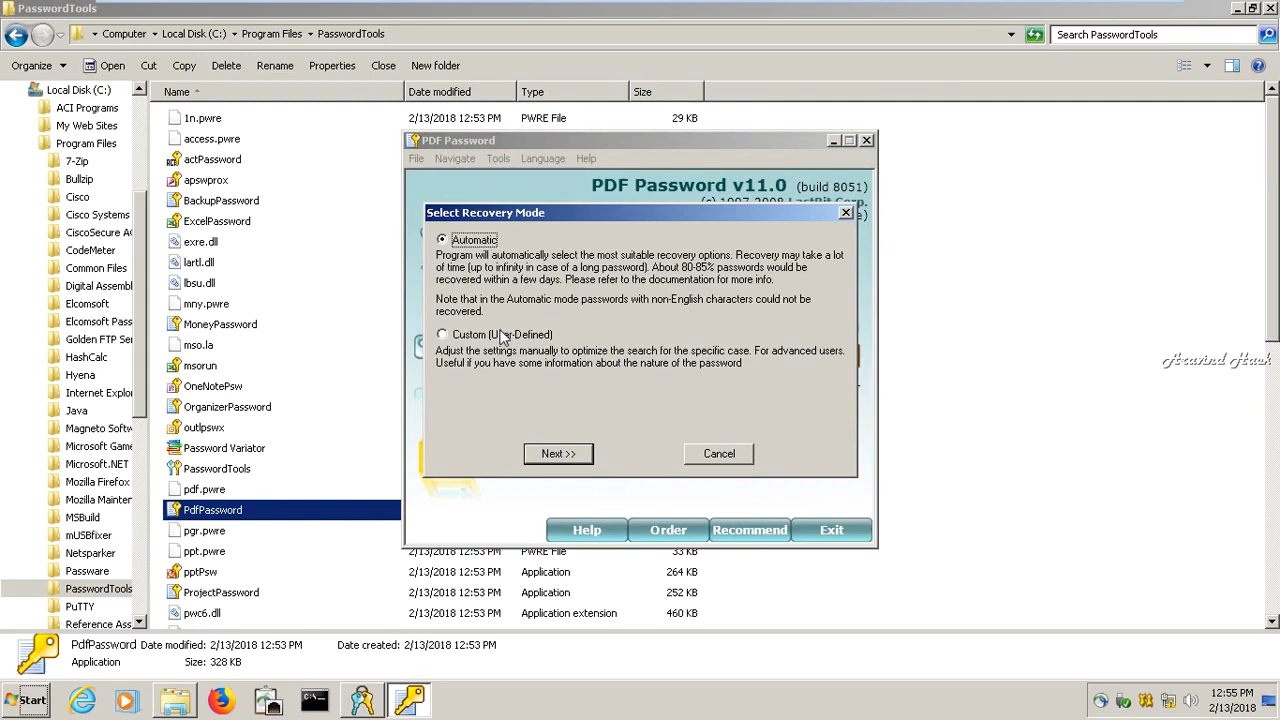 PasswordTools
Computer Local Disk (C:) Program Files PasswordTools
Search PasswordTools
Organize Open Cut Copy Delete Rename Properties Close New folder
Local Disk (C:)
ACI Programs
My Web Sites
Program Files
7-Zip
Bullzip
Cisco
Cisco Systems
CiscoSecure AC
CodeMeter
Digital Assemb
Elcomsoft
Elcomsoft Pass
Golden FTP Ser
HashCalc
Hyena
Internet Explor
Java
Magneto Softw
Microsoft Game
Microsoft.NET
Mozilla Firefox
Mozilla Mainten
MSBuild
mUSBfixer
Netsparker
Passware
PasswordTools
PuTTY
Reference Ass
Name Date modified Type Size
1n.pwre 2/13/2018 12:53 PM PWRE File 29 KB
access.pwre
actPassword
apswprox
BackupPassword
ExcelPassword
exre.dll
lartl.dll
lbsu.dll
mny.pwre
MoneyPassword
mso.la
msorun
OneNotePsw
OrganizerPassword
outlpswx
Password Variator
PasswordTools
pdf.pwre
PdfPassword
pgr.pwre
ppt.pwre 2/13/2018 12:53 PM PWRE File 33 KB
pptPsw 2/13/2018 12:53 PM Application 264 KB
ProjectPassword 2/13/2018 12:53 PM Application 252 KB
pwc6.dll 2/13/2018 12:53 PM Application extension 460 KB
PDF Password
File Navigate Tools Language Help
PDF Password v11.0 (build 8051)
(c) 1997-2008 LastBit Corp.
Select Recovery Mode
Automatic
Program will automatically select the most suitable recovery options. Recovery may take a lot
of time (up to infinity in case of a long password). About 80-85% passwords would be
recovered within a few days. Please refer to the documentation for more info.
Note that in the Automatic mode passwords with non-English characters could not be
recovered.
Custom (User-Defined)
Adjust the settings manually to optimize the search for the specific case. For advanced users.
Useful if you have some information about the nature of the password
Next >> Cancel
Help Order Recommend Exit
Aravind Hack
PdfPassword Date modified: 2/13/2018 12:53 PM Date created: 2/13/2018 12:53 PM
Application Size: 328 KB
Start
12:55 PM
2/13/2018